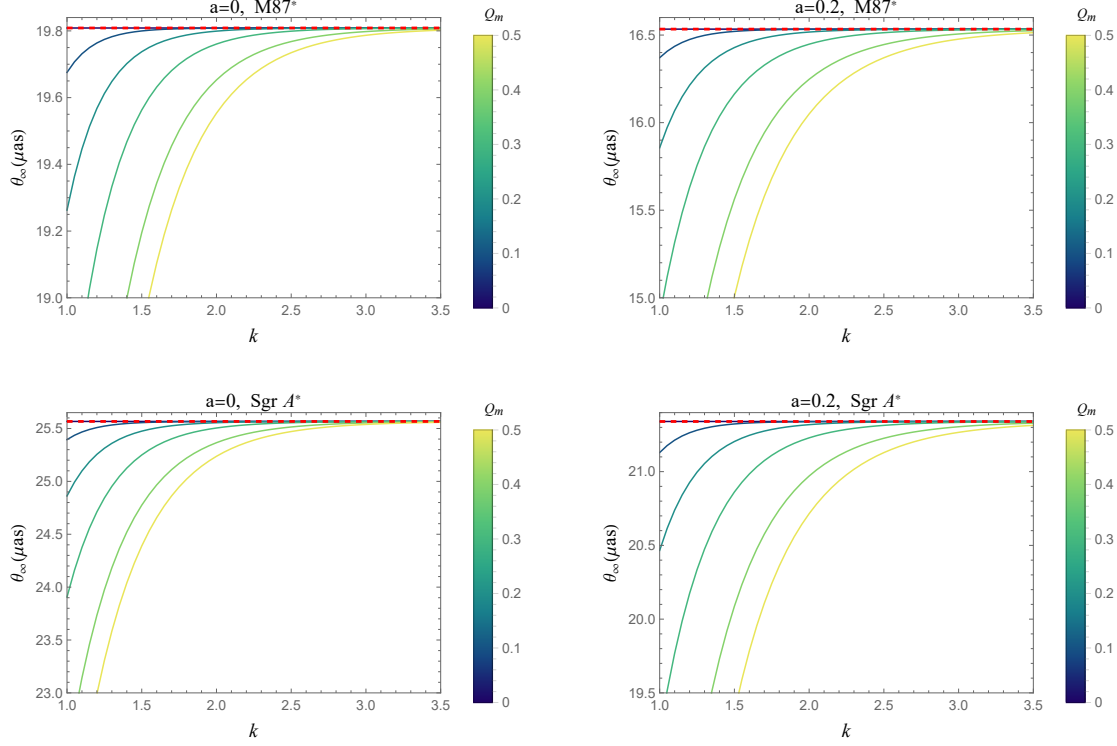 a=0, M87*
Q_m
19.8
19.6
19.4
19.2
19.0
θ∞(μas)
1.0 1.5 2.0 2.5 3.0 3.5
k
0.5
0.4
0.3
0.2
0.1
0
a=0.2, M87*
Q_m
16.5
16.0
15.5
15.0
θ∞(μas)
1.0 1.5 2.0 2.5 3.0 3.5
k
0.5
0.4
0.3
0.2
0.1
0
a=0, Sgr A*
Q_m
25.5
25.0
24.5
24.0
23.5
23.0
θ∞(μas)
1.0 1.5 2.0 2.5 3.0 3.5
k
0.5
0.4
0.3
0.2
0.1
0
a=0.2, Sgr A*
Q_m
21.0
20.5
20.0
19.5
θ∞(μas)
1.0 1.5 2.0 2.5 3.0 3.5
k
0.5
0.4
0.3
0.2
0.1
0